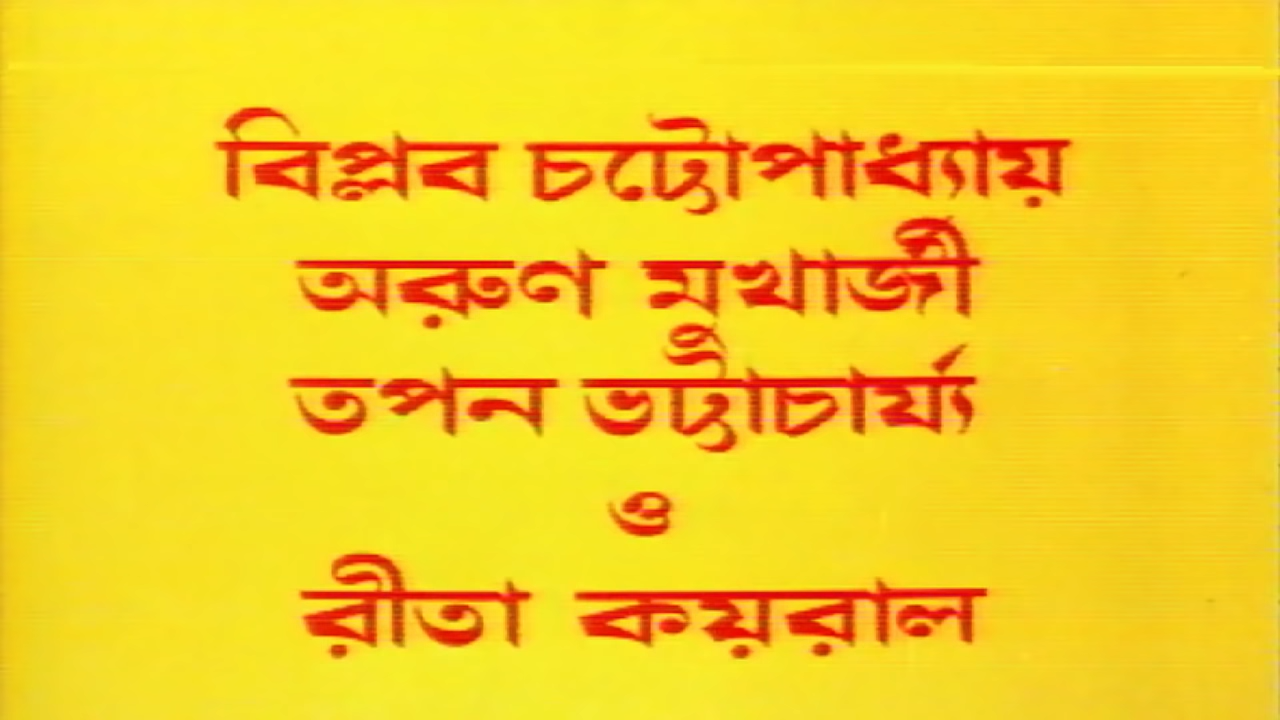 বিপ্লব চট্টোপাধ্যায়
অরুণ মুখার্জী
তপন ভট্টাচার্য্য
ও
রীতা কয়রাল